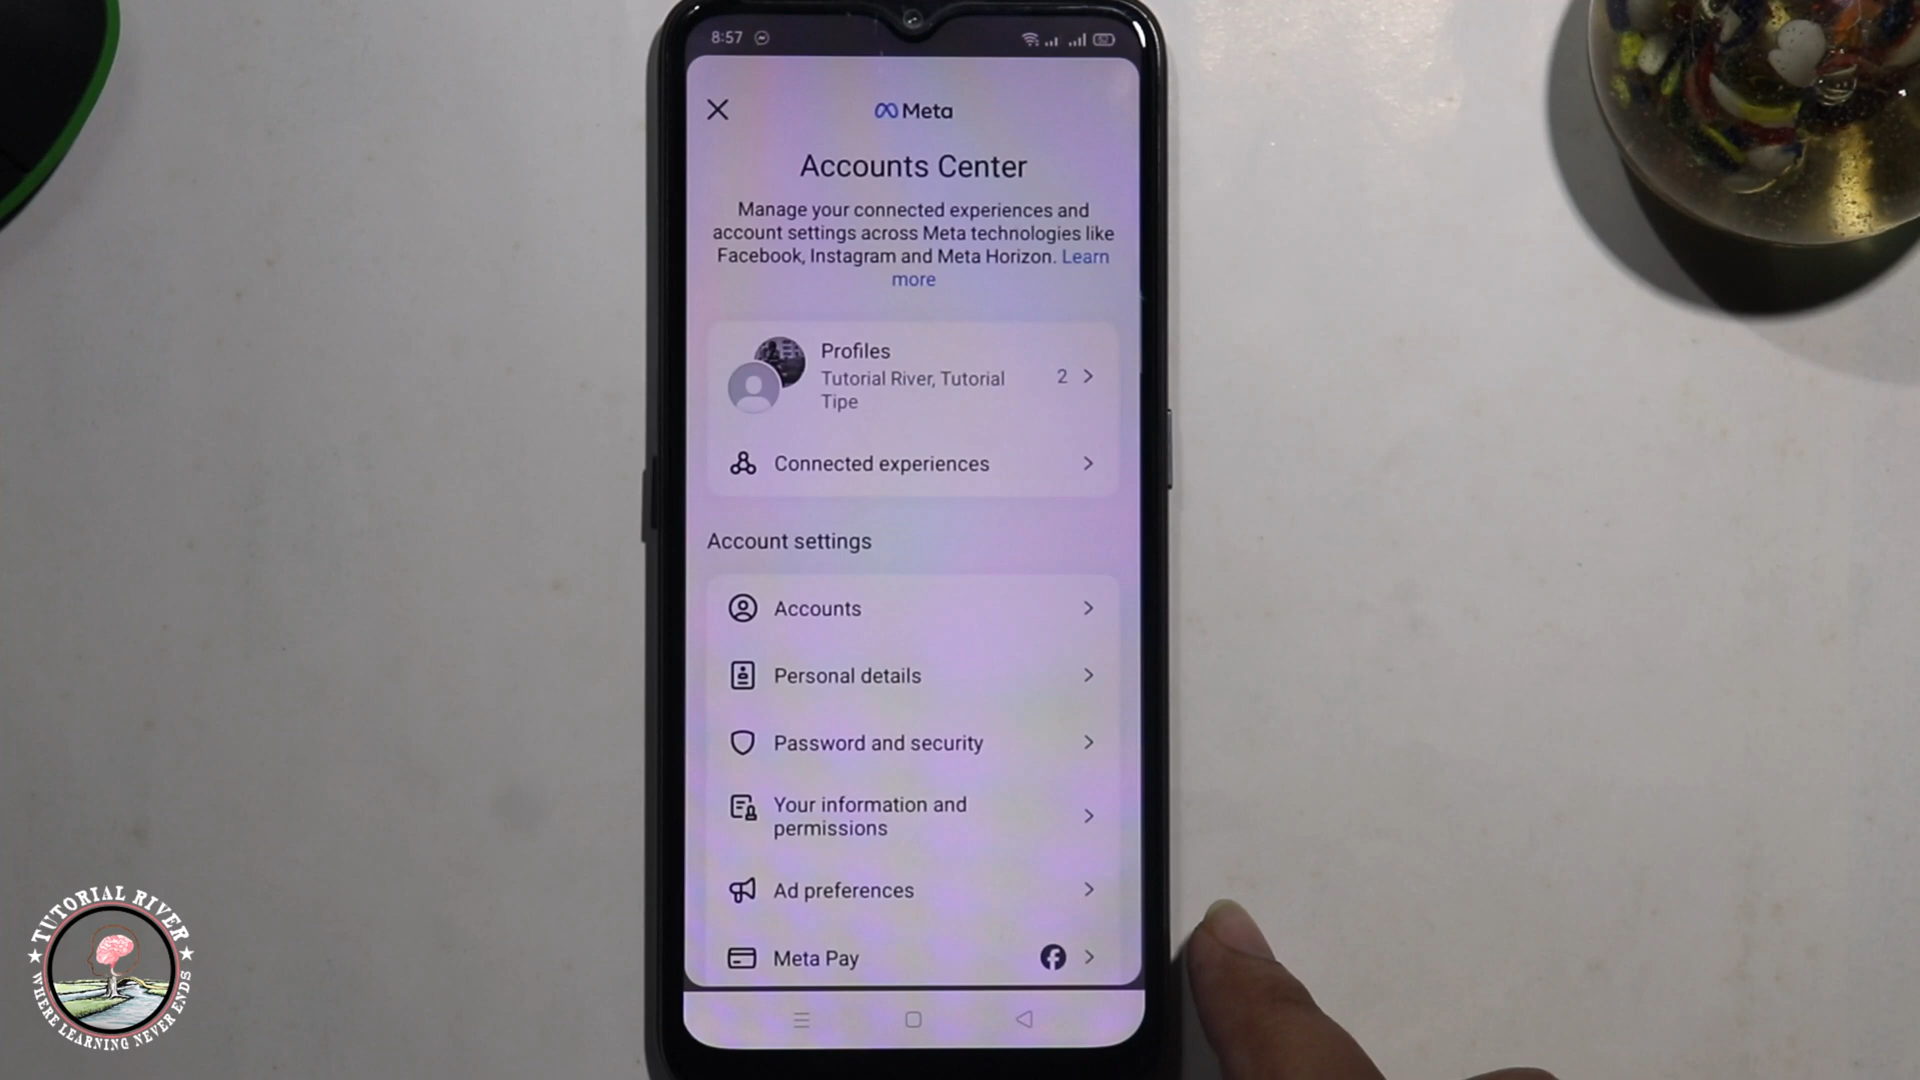 8:57
Meta
Accounts Center
Manage your connected experiences and
account settings across Meta technologies like
Facebook, Instagram and Meta Horizon. Learn
more
Profiles
Tutorial River, Tutorial
Tipe
2
Connected experiences
Account settings
Accounts
Personal details
Password and security
Your information and
permissions
Ad preferences
Meta Pay
TUTORIAL RIVER
WHERE LEARNING NEVER ENDS